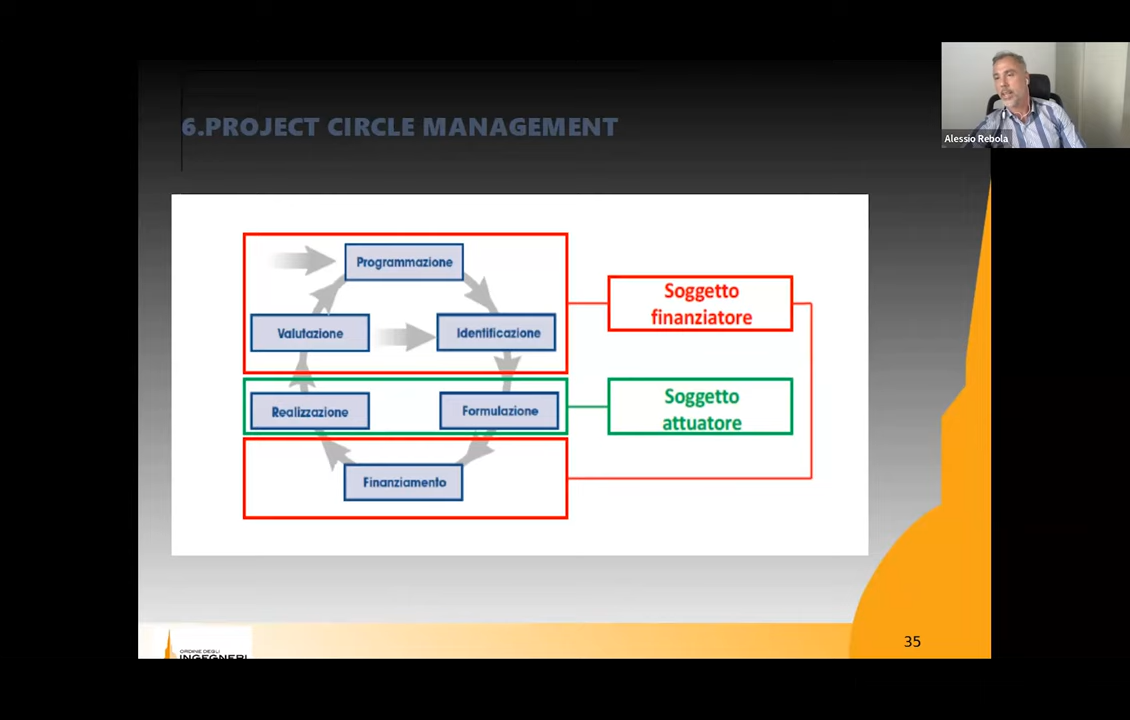 6.PROJECT CIRCLE MANAGEMENT
Alessio Rebola
Programmazione
Valutazione
Identificazione
Realizzazione
Formulazione
Finanziamento
Soggetto
finanziatore
Soggetto
attuatore
ORDINE DEGLI
INGEGNERI
35